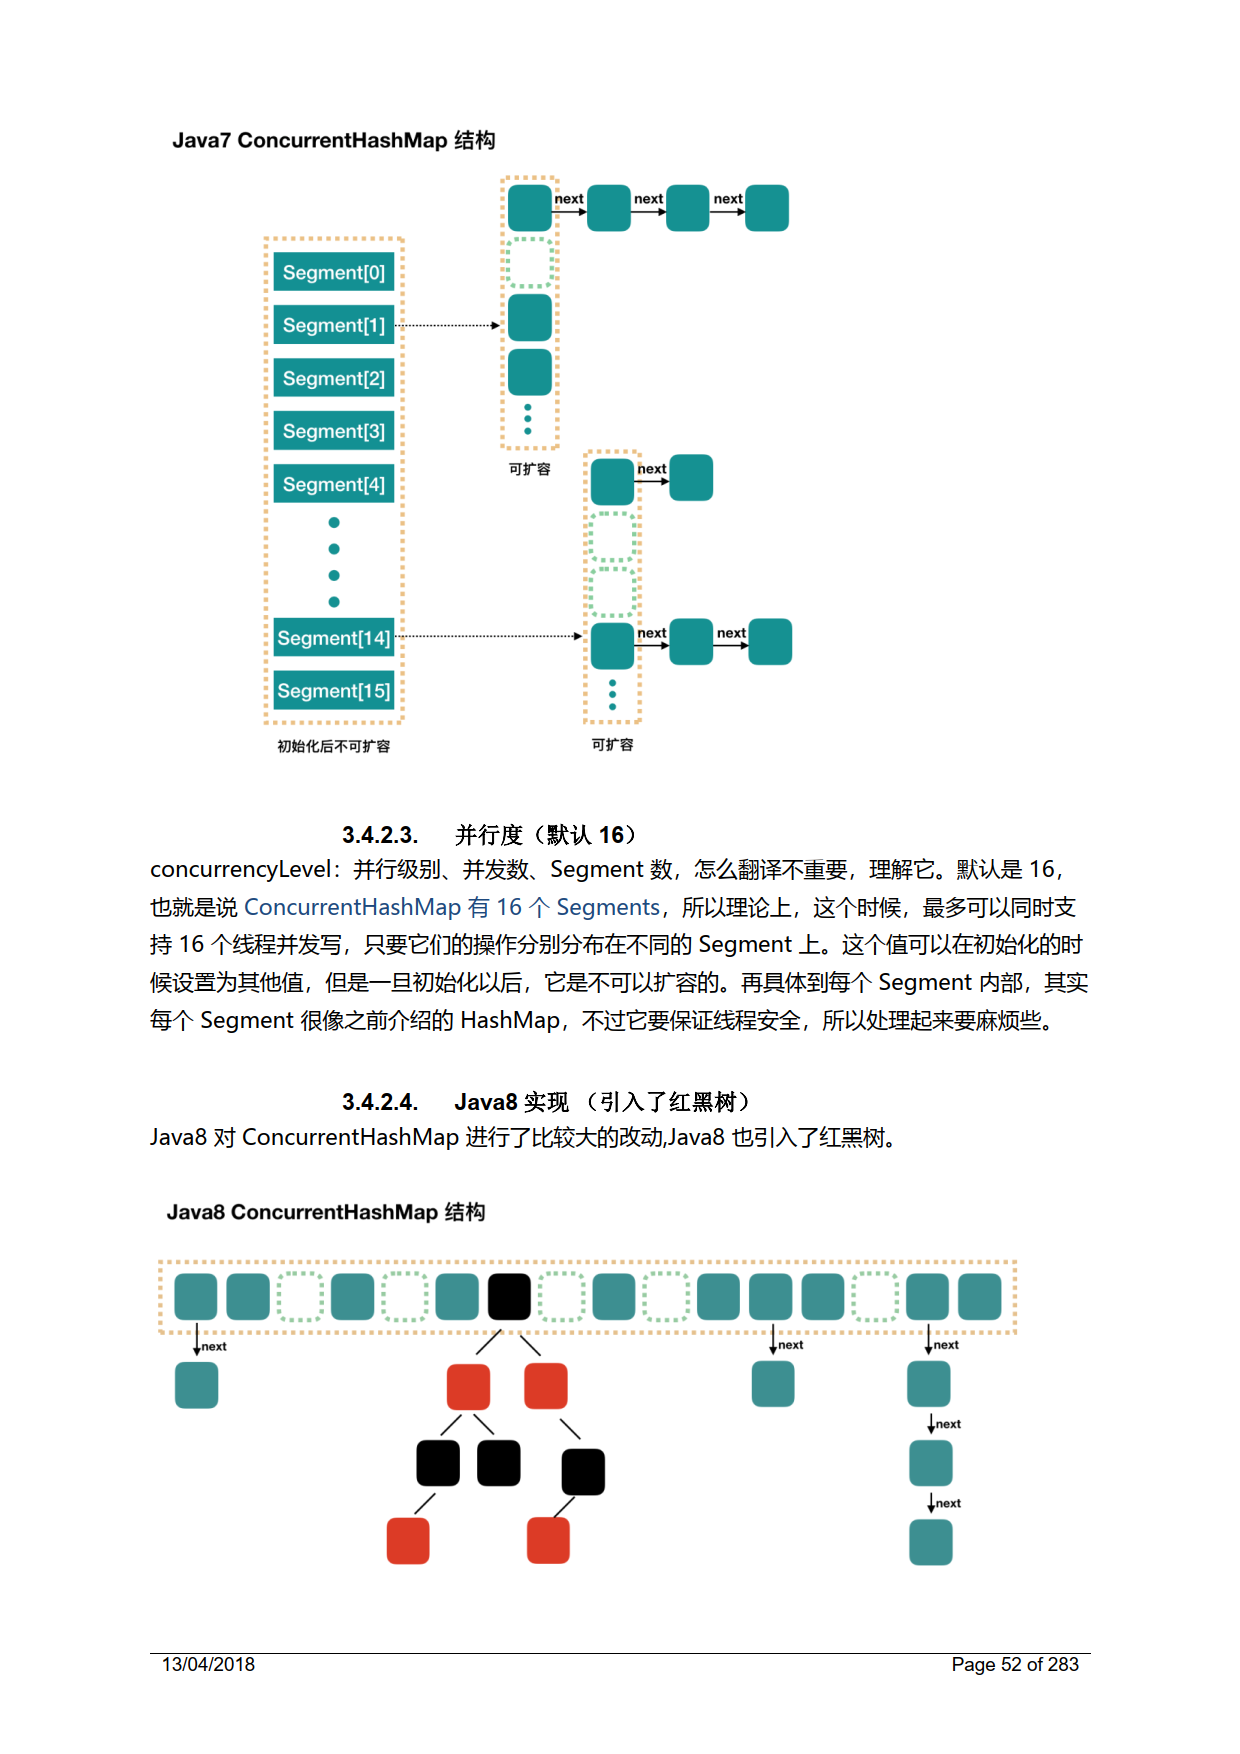 Java7 ConcurrentHashMap 结构
next next next
Segment[0]
Segment[1]
Segment[2]
Segment[3]
Segment[4]
可扩容
next
Segment[14]
next next
Segment[15]
初始化后不可扩容
可扩容
3.4.2.3. 并行度（默认 16）
concurrencyLevel：并行级别、并发数、Segment 数，怎么翻译不重要，理解它。默认是 16，
也就是说 ConcurrentHashMap 有 16 个 Segments，所以理论上，这个时候，最多可以同时支
持 16 个线程并发写，只要它们的操作分别分布在不同的 Segment 上。这个值可以在初始化的时
候设置为其他值，但是一旦初始化以后，它是不可以扩容的。再具体到每个 Segment 内部，其实
每个 Segment 很像之前介绍的 HashMap，不过它要保证线程安全，所以处理起来要麻烦些。
3.4.2.4. Java8 实现 （引入了红黑树）
Java8 对 ConcurrentHashMap 进行了比较大的改动,Java8 也引入了红黑树。
Java8 ConcurrentHashMap 结构
next next next
next
next
13/04/2018 Page 52 of 283